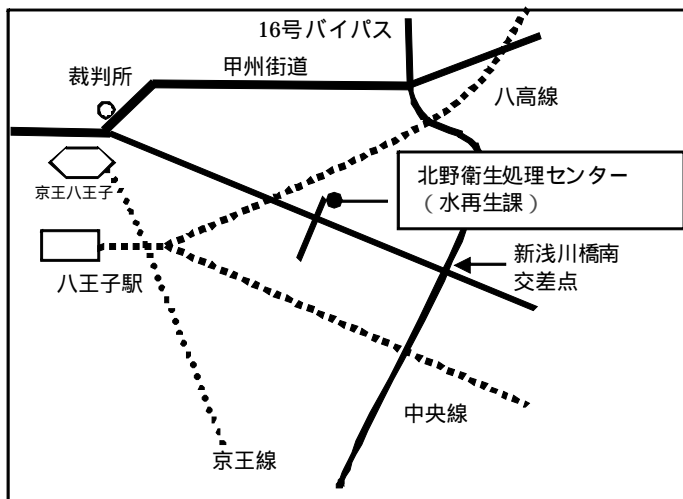 16号バイパス
甲州街道
裁判所
八高線
京王八王子
北野衛生処理センター
（水再生課）
新浅川橋南
交差点
八王子駅
中央線
京王線